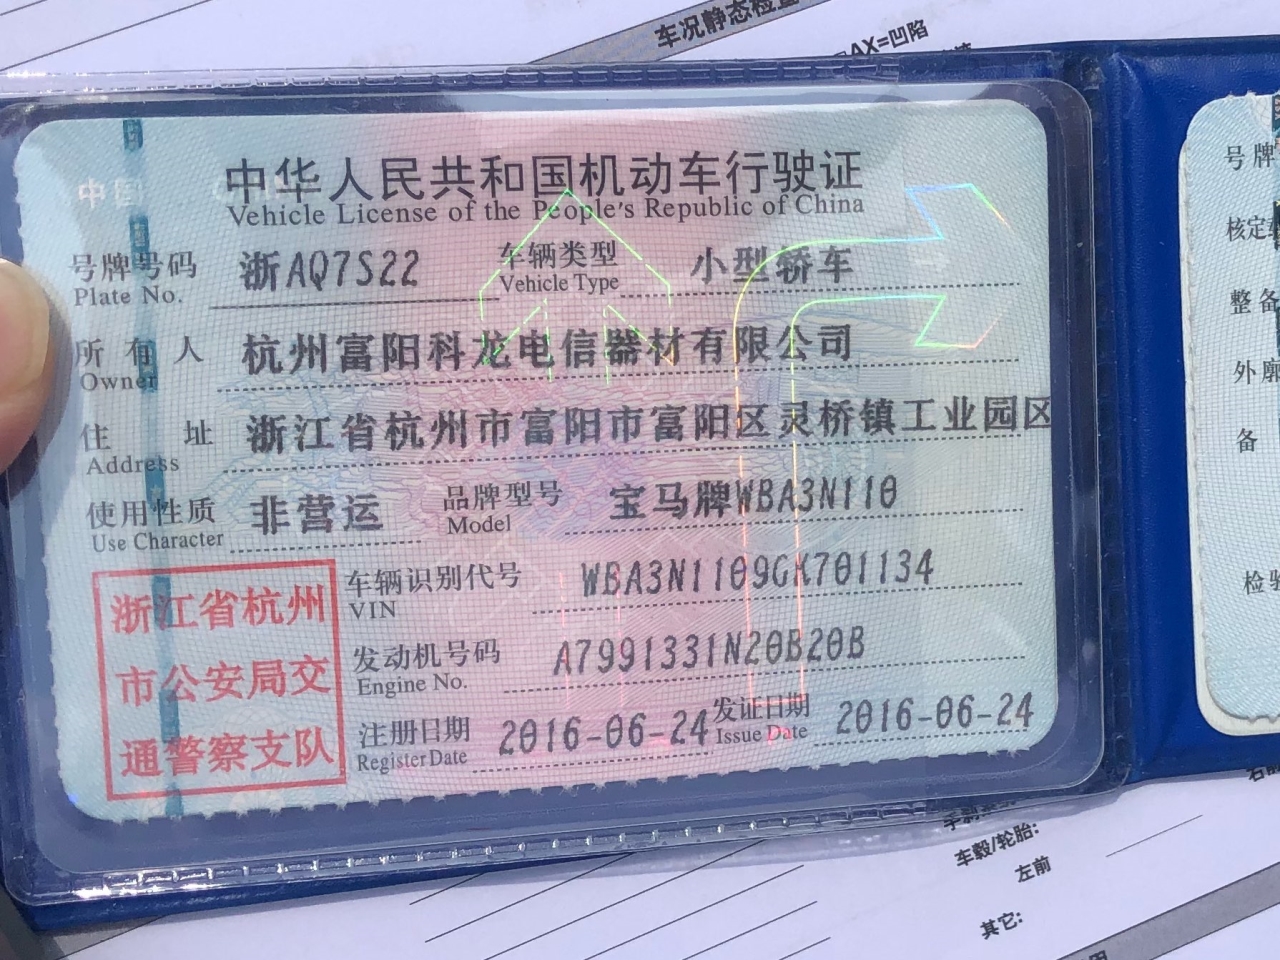 车况静态检查
AX=凹陷
中国
中华人民共和国机动车行驶证
Vehicle License of the People's Republic of China
号牌号码 浙AQ7S22 车辆类型 小型轿车
Plate No. Vehicle Type
所有人 杭州富阳科龙电信器材有限公司
Owner
住址 浙江省杭州市富阳市富阳区灵桥镇工业园区
Address
使用性质 非营运 品牌型号 宝马牌WBA3N110
Use Character Model
浙江省杭州
市公安局交
通警察支队
车辆识别代号 WBA3N1109GK701134
VIN
发动机号码 A7991331N20B20B
Engine No.
注册日期 2016-06-24 发证日期 2016-06-24
Register Date Issue Date
号牌
核定
整备
外廓
备
检验
车毂/轮胎:
左前
其它: